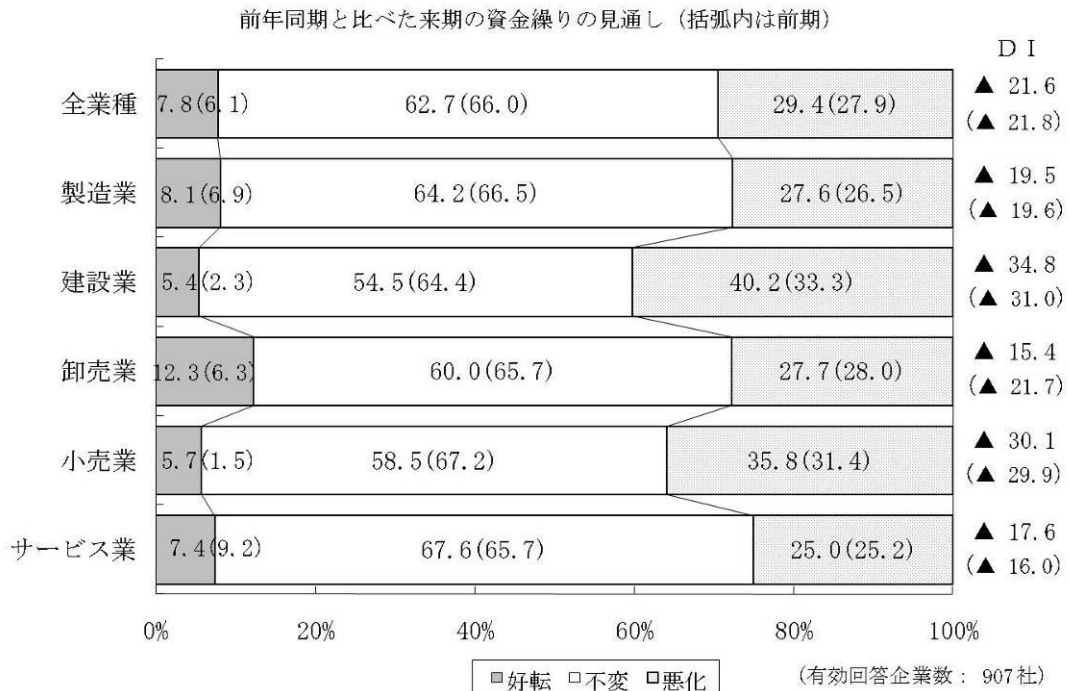 前年同期と比べた来期の資金繰りの見通し（括弧内は前期）
ＤＩ
全業種 7.8(6.1) 62.7(66.0) 29.4(27.9) ▲ 21.6
(▲ 21.8)
製造業 8.1(6.9) 64.2(66.5) 27.6(26.5) ▲ 19.5
(▲ 19.6)
建設業 5.4(2.3) 54.5(64.4) 40.2(33.3) ▲ 34.8
(▲ 31.0)
卸売業 12.3(6.3) 60.0(65.7) 27.7(28.0) ▲ 15.4
(▲ 21.7)
小売業 5.7(1.5) 58.5(67.2) 35.8(31.4) ▲ 30.1
(▲ 29.9)
サービス業 7.4(9.2) 67.6(65.7) 25.0(25.2) ▲ 17.6
(▲ 16.0)
0% 20% 40% 60% 80% 100%
好転 不変 悪化
(有効回答企業数： 907社)